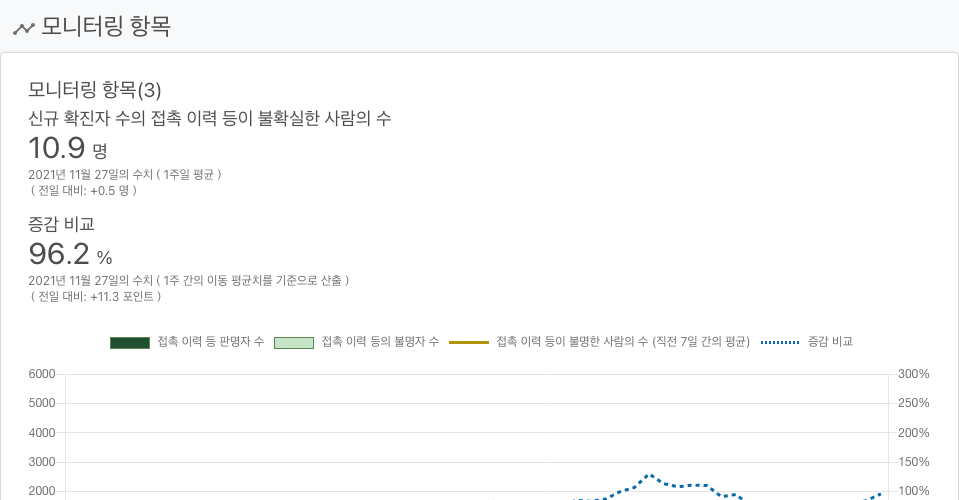 모니터링 항목
모니터링 항목(3)
신규 확진자 수의 접촉 이력 등이 불확실한 사람의 수
10.9 명
2021년 11월 27일의 수치 ( 1주일 평균 )
( 전일 대비: +0.5 명 )
증감 비교
96.2 %
2021년 11월 27일의 수치 ( 1주 간의 이동 평균치를 기준으로 산출 )
( 전일 대비: +11.3 포인트 )
접촉 이력 등 판명자 수 접촉 이력 등의 불명자 수 접촉 이력 등이 불명한 사람의 수 (직전 7일 간의 평균) 증감 비교
6000 300%
5000 250%
4000 200%
3000 150%
2000 100%